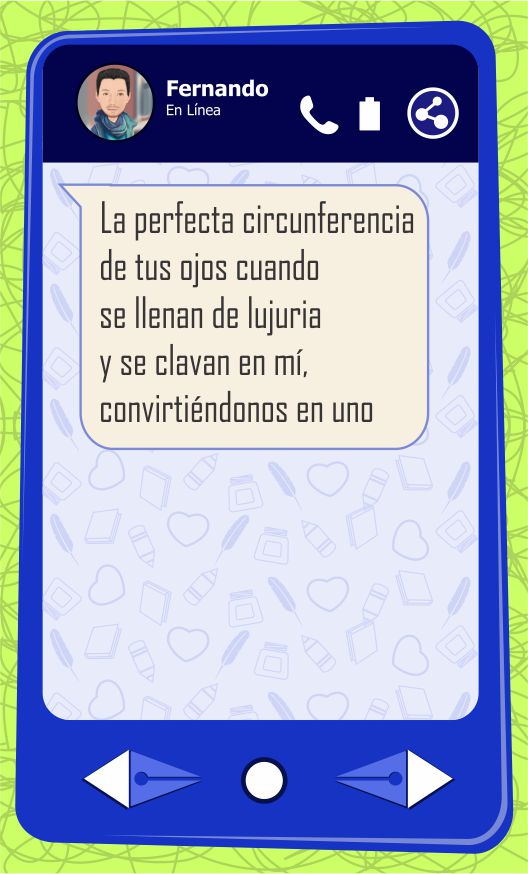 Fernando
En Línea
La perfecta circunferencia
de tus ojos cuando
se llenan de lujuria
y se clavan en mí,
convirtiéndonos en uno